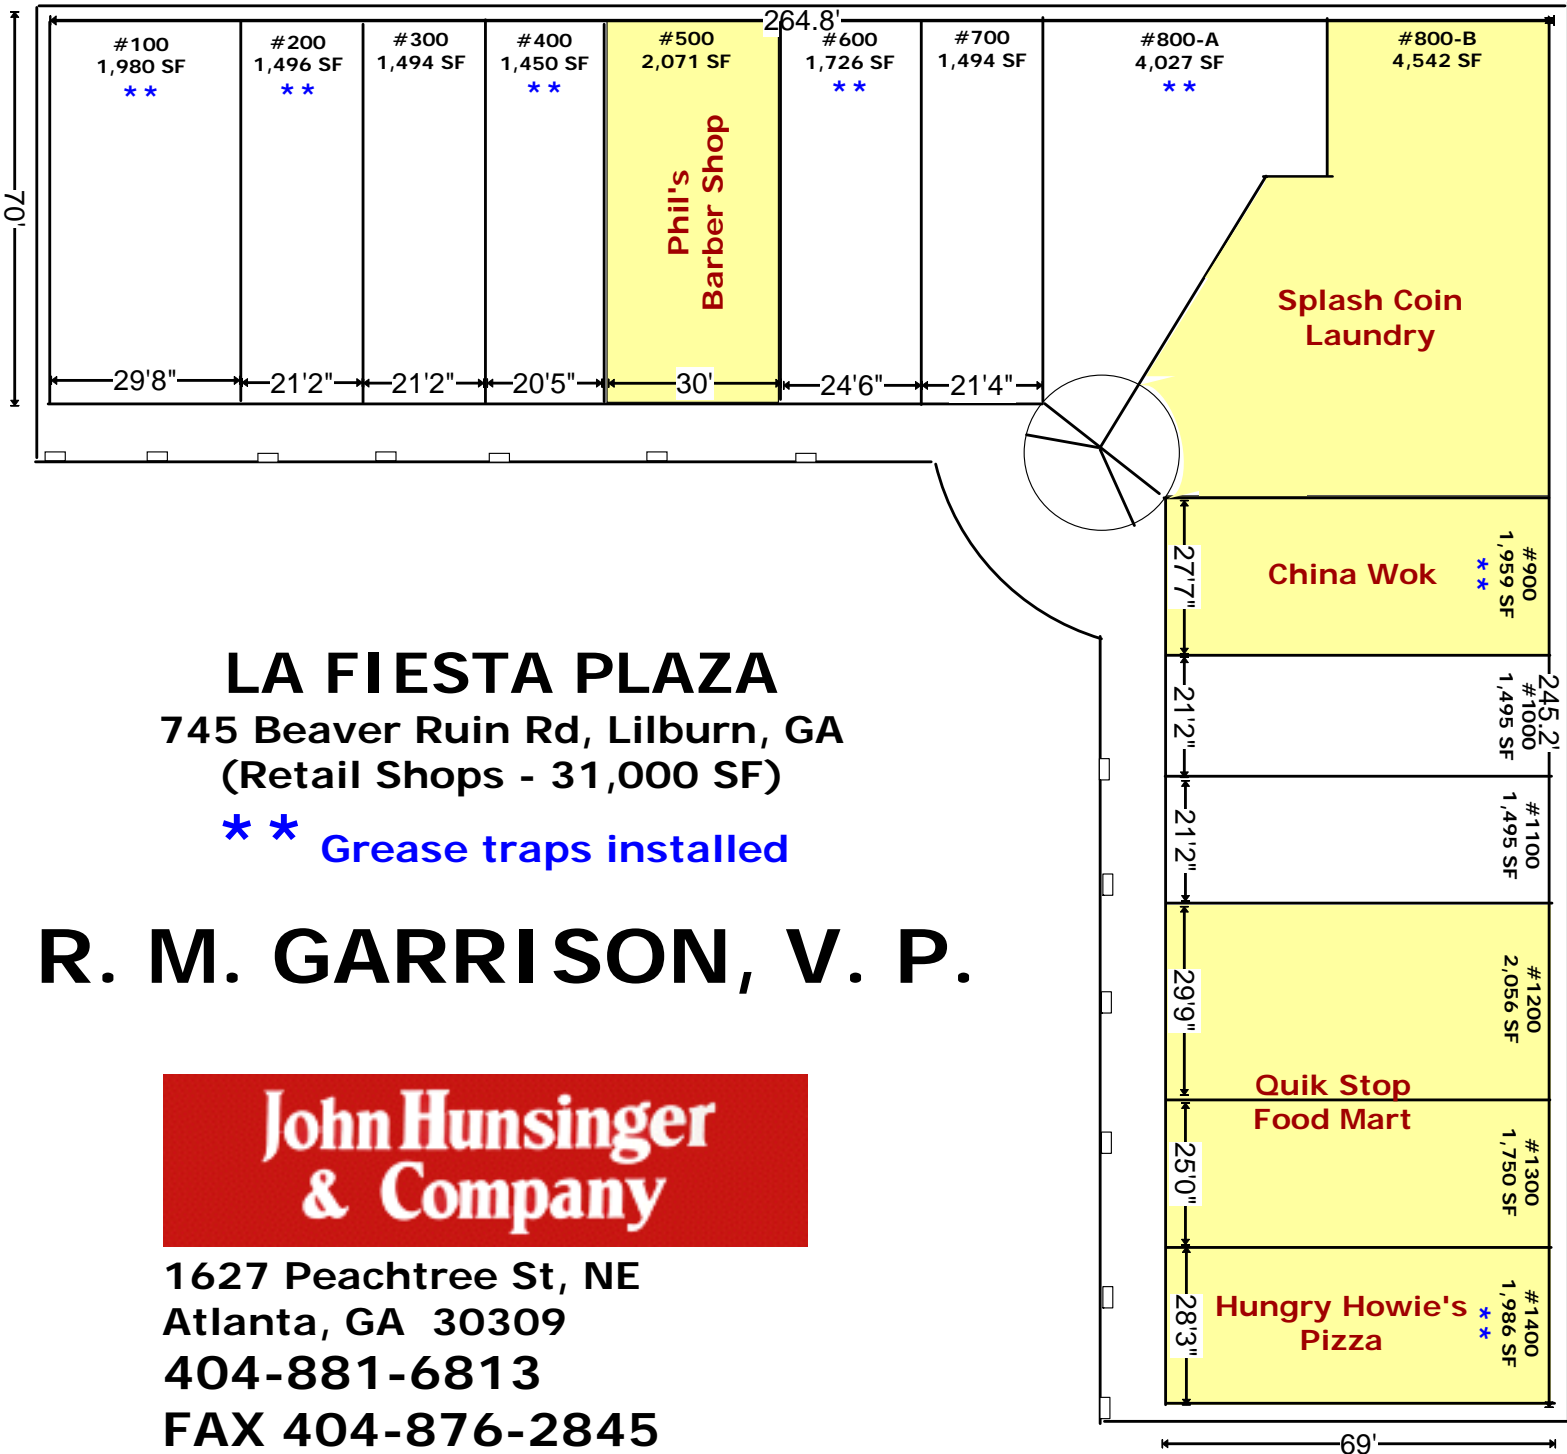 264.8'
#100
1,980 SF
**
#200
1,496 SF
**
#300
1,494 SF
#400
1,450 SF
**
#500
2,071 SF
#600
1,726 SF
**
#700
1,494 SF
#800-A
4,027 SF
**
#800-B
4,542 SF
70'
Phil's
Barber Shop
Splash Coin
Laundry
29'8"
21'2"
21'2"
20'5"
30'
24'6"
21'4"
27'7"
China Wok
#900
1,959 SF
**
245.2'
21'2"
#1000
1,495 SF
21'2"
#1100
1,495 SF
29'9"
#1200
2,056 SF
Quik Stop
Food Mart
25'0"
#1300
1,750 SF
28'3"
Hungry Howie's
Pizza
#1400
1,986 SF
**
69'
LA FIESTA PLAZA
745 Beaver Ruin Rd, Lilburn, GA
(Retail Shops - 31,000 SF)
** Grease traps installed
R. M. GARRISON, V. P.
John Hunsinger
& Company
1627 Peachtree St, NE
Atlanta, GA 30309
404-881-6813
FAX 404-876-2845